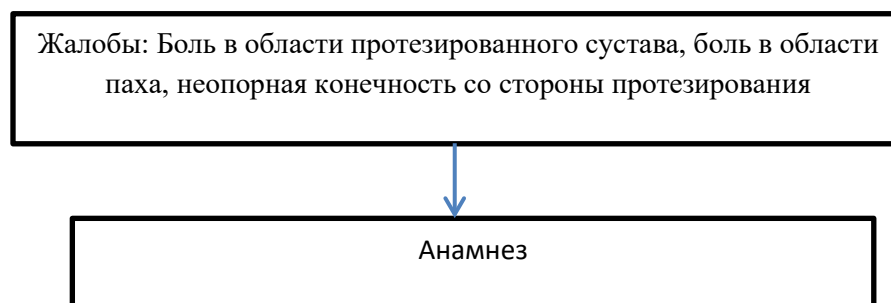 Жалобы: Боль в области протезированного сустава, боль в области
паха, неопорная конечность со стороны протезирования
Анамнез